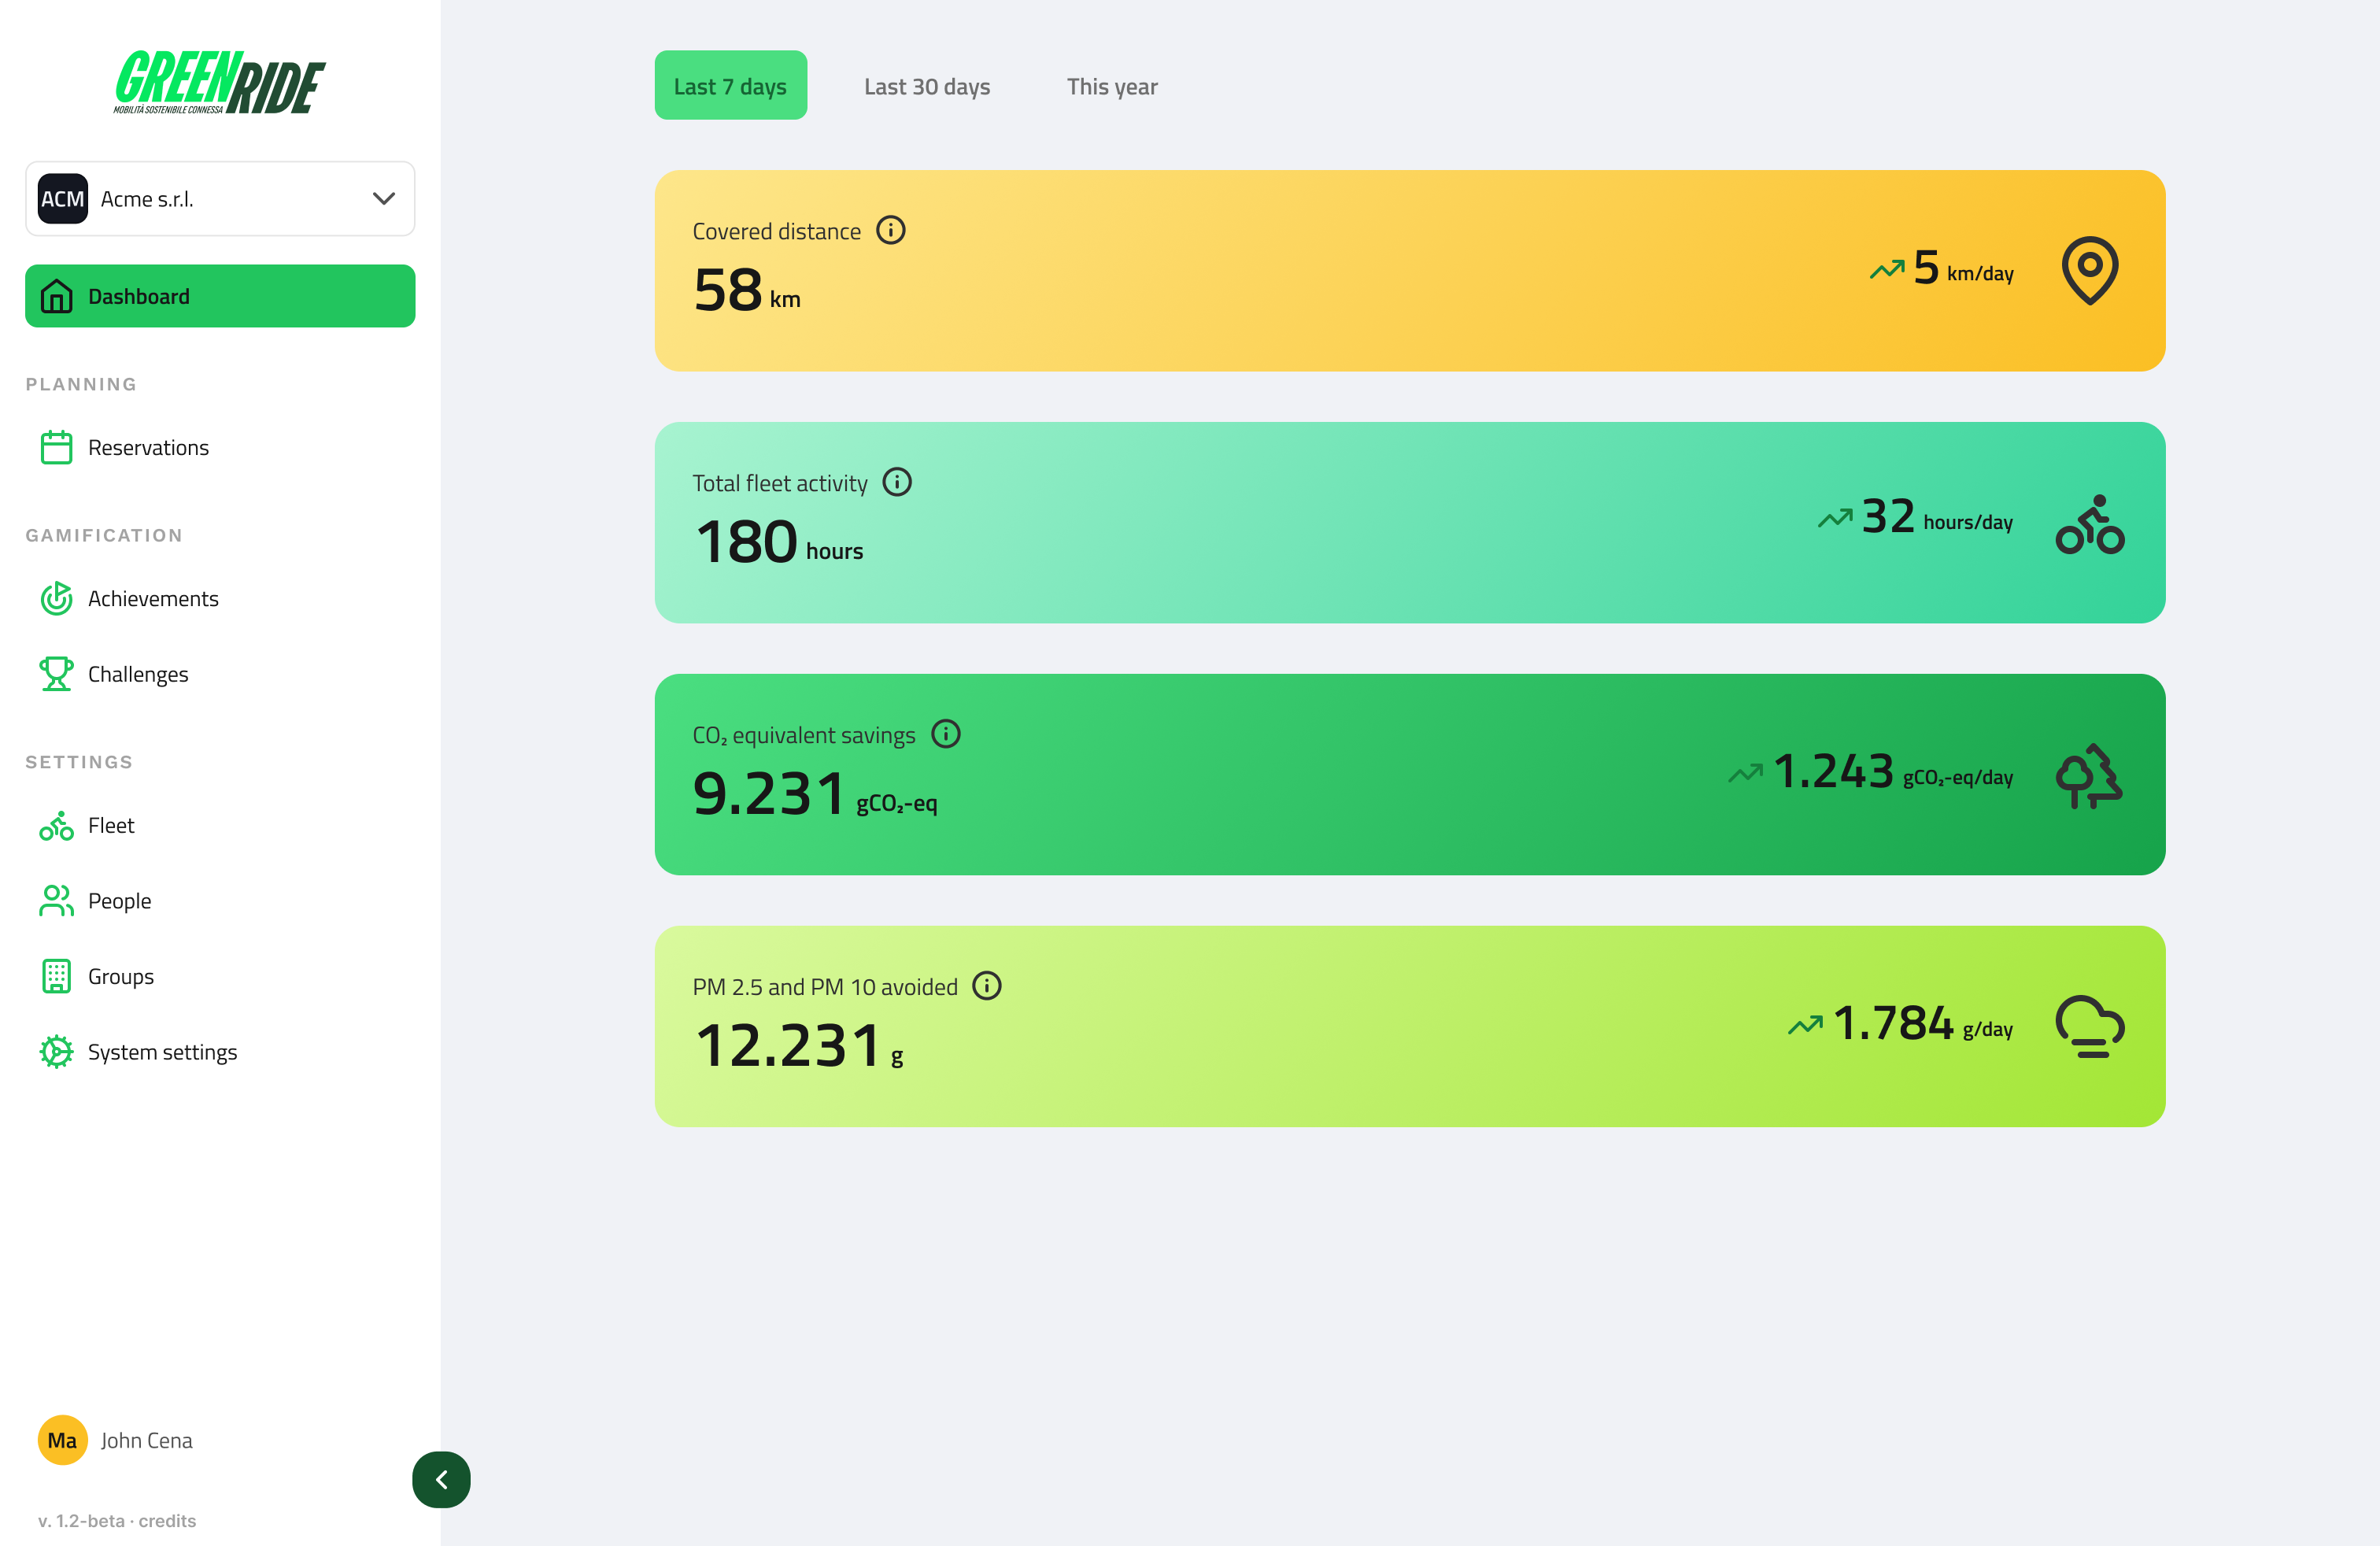 GREENRIDE
MOBILITÀ SOSTENIBILE CONNESSA
ACM Acme s.r.l.
Dashboard
PLANNING
Reservations
GAMIFICATION
Achievements
Challenges
SETTINGS
Fleet
People
Groups
System settings
Ma John Cena
v. 1.2-beta · credits
Last 7 days Last 30 days This year
Covered distance
58 km
5 km/day
Total fleet activity
180 hours
32 hours/day
CO₂ equivalent savings
9.231 gCO₂-eq
1.243 gCO₂-eq/day
PM 2.5 and PM 10 avoided
12.231 g
1.784 g/day